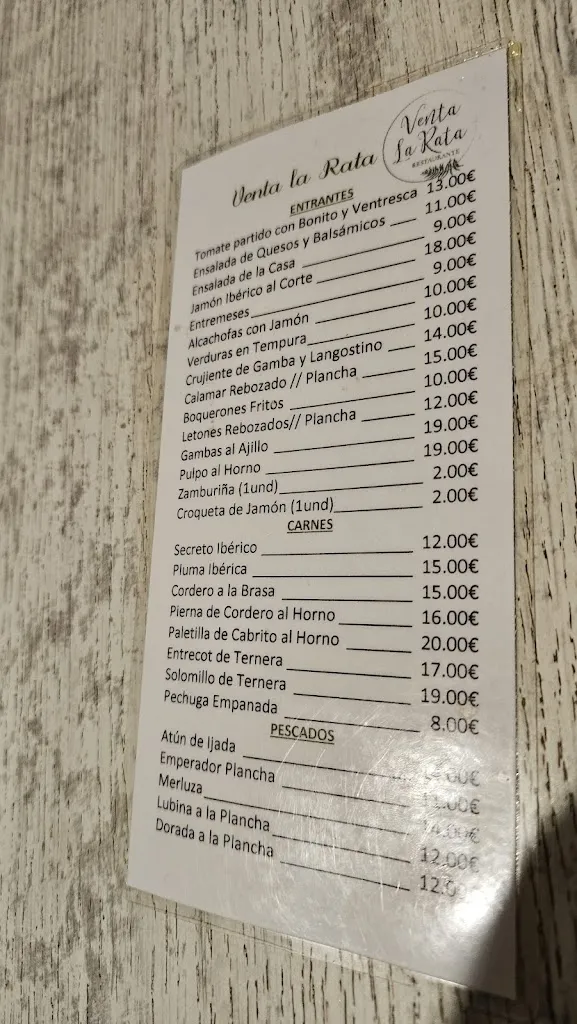 Venta la Rata
Venta
La Rata
RESTAURANTE
ENTRANTES
Tomate partido con Bonito y Ventresca 13.00€
Ensalada de Quesos y Balsámicos 11.00€
Ensalada de la Casa 9.00€
Jamón Ibérico al Corte 18.00€
Entremeses 9.00€
Alcachofas con Jamón 10.00€
Verduras en Tempura 10.00€
Crujiente de Gamba y Langostino 14.00€
Calamar Rebozado // Plancha 15.00€
Boquerones Fritos 10.00€
Letones Rebozados// Plancha 12.00€
Gambas al Ajillo 19.00€
Pulpo al Horno 19.00€
Zamburiña (1und) 2.00€
Croqueta de Jamón (1und) 2.00€
CARNES
Secreto Ibérico 12.00€
Pluma Ibérica 15.00€
Cordero a la Brasa 15.00€
Pierna de Cordero al Horno 16.00€
Paletilla de Cabrito al Horno 20.00€
Entrecot de Ternera 17.00€
Solomillo de Ternera 19.00€
Pechuga Empanada 8.00€
PESCADOS
Atún de Ijada
Emperador Plancha
Merluza 14.00€
Lubina a la Plancha 12.00€
Dorada a la Plancha